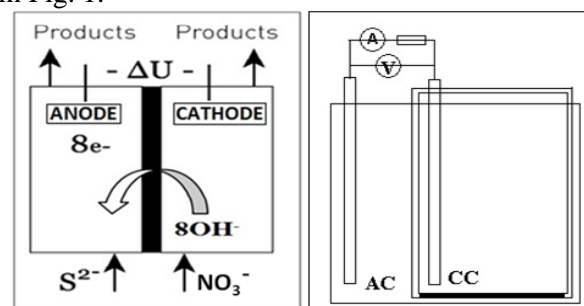 m Fig. 1.
Products Products
- ΔU -
ANODE CATHODE
8e-
8OH-
S2- NO3-
A
V
AC CC